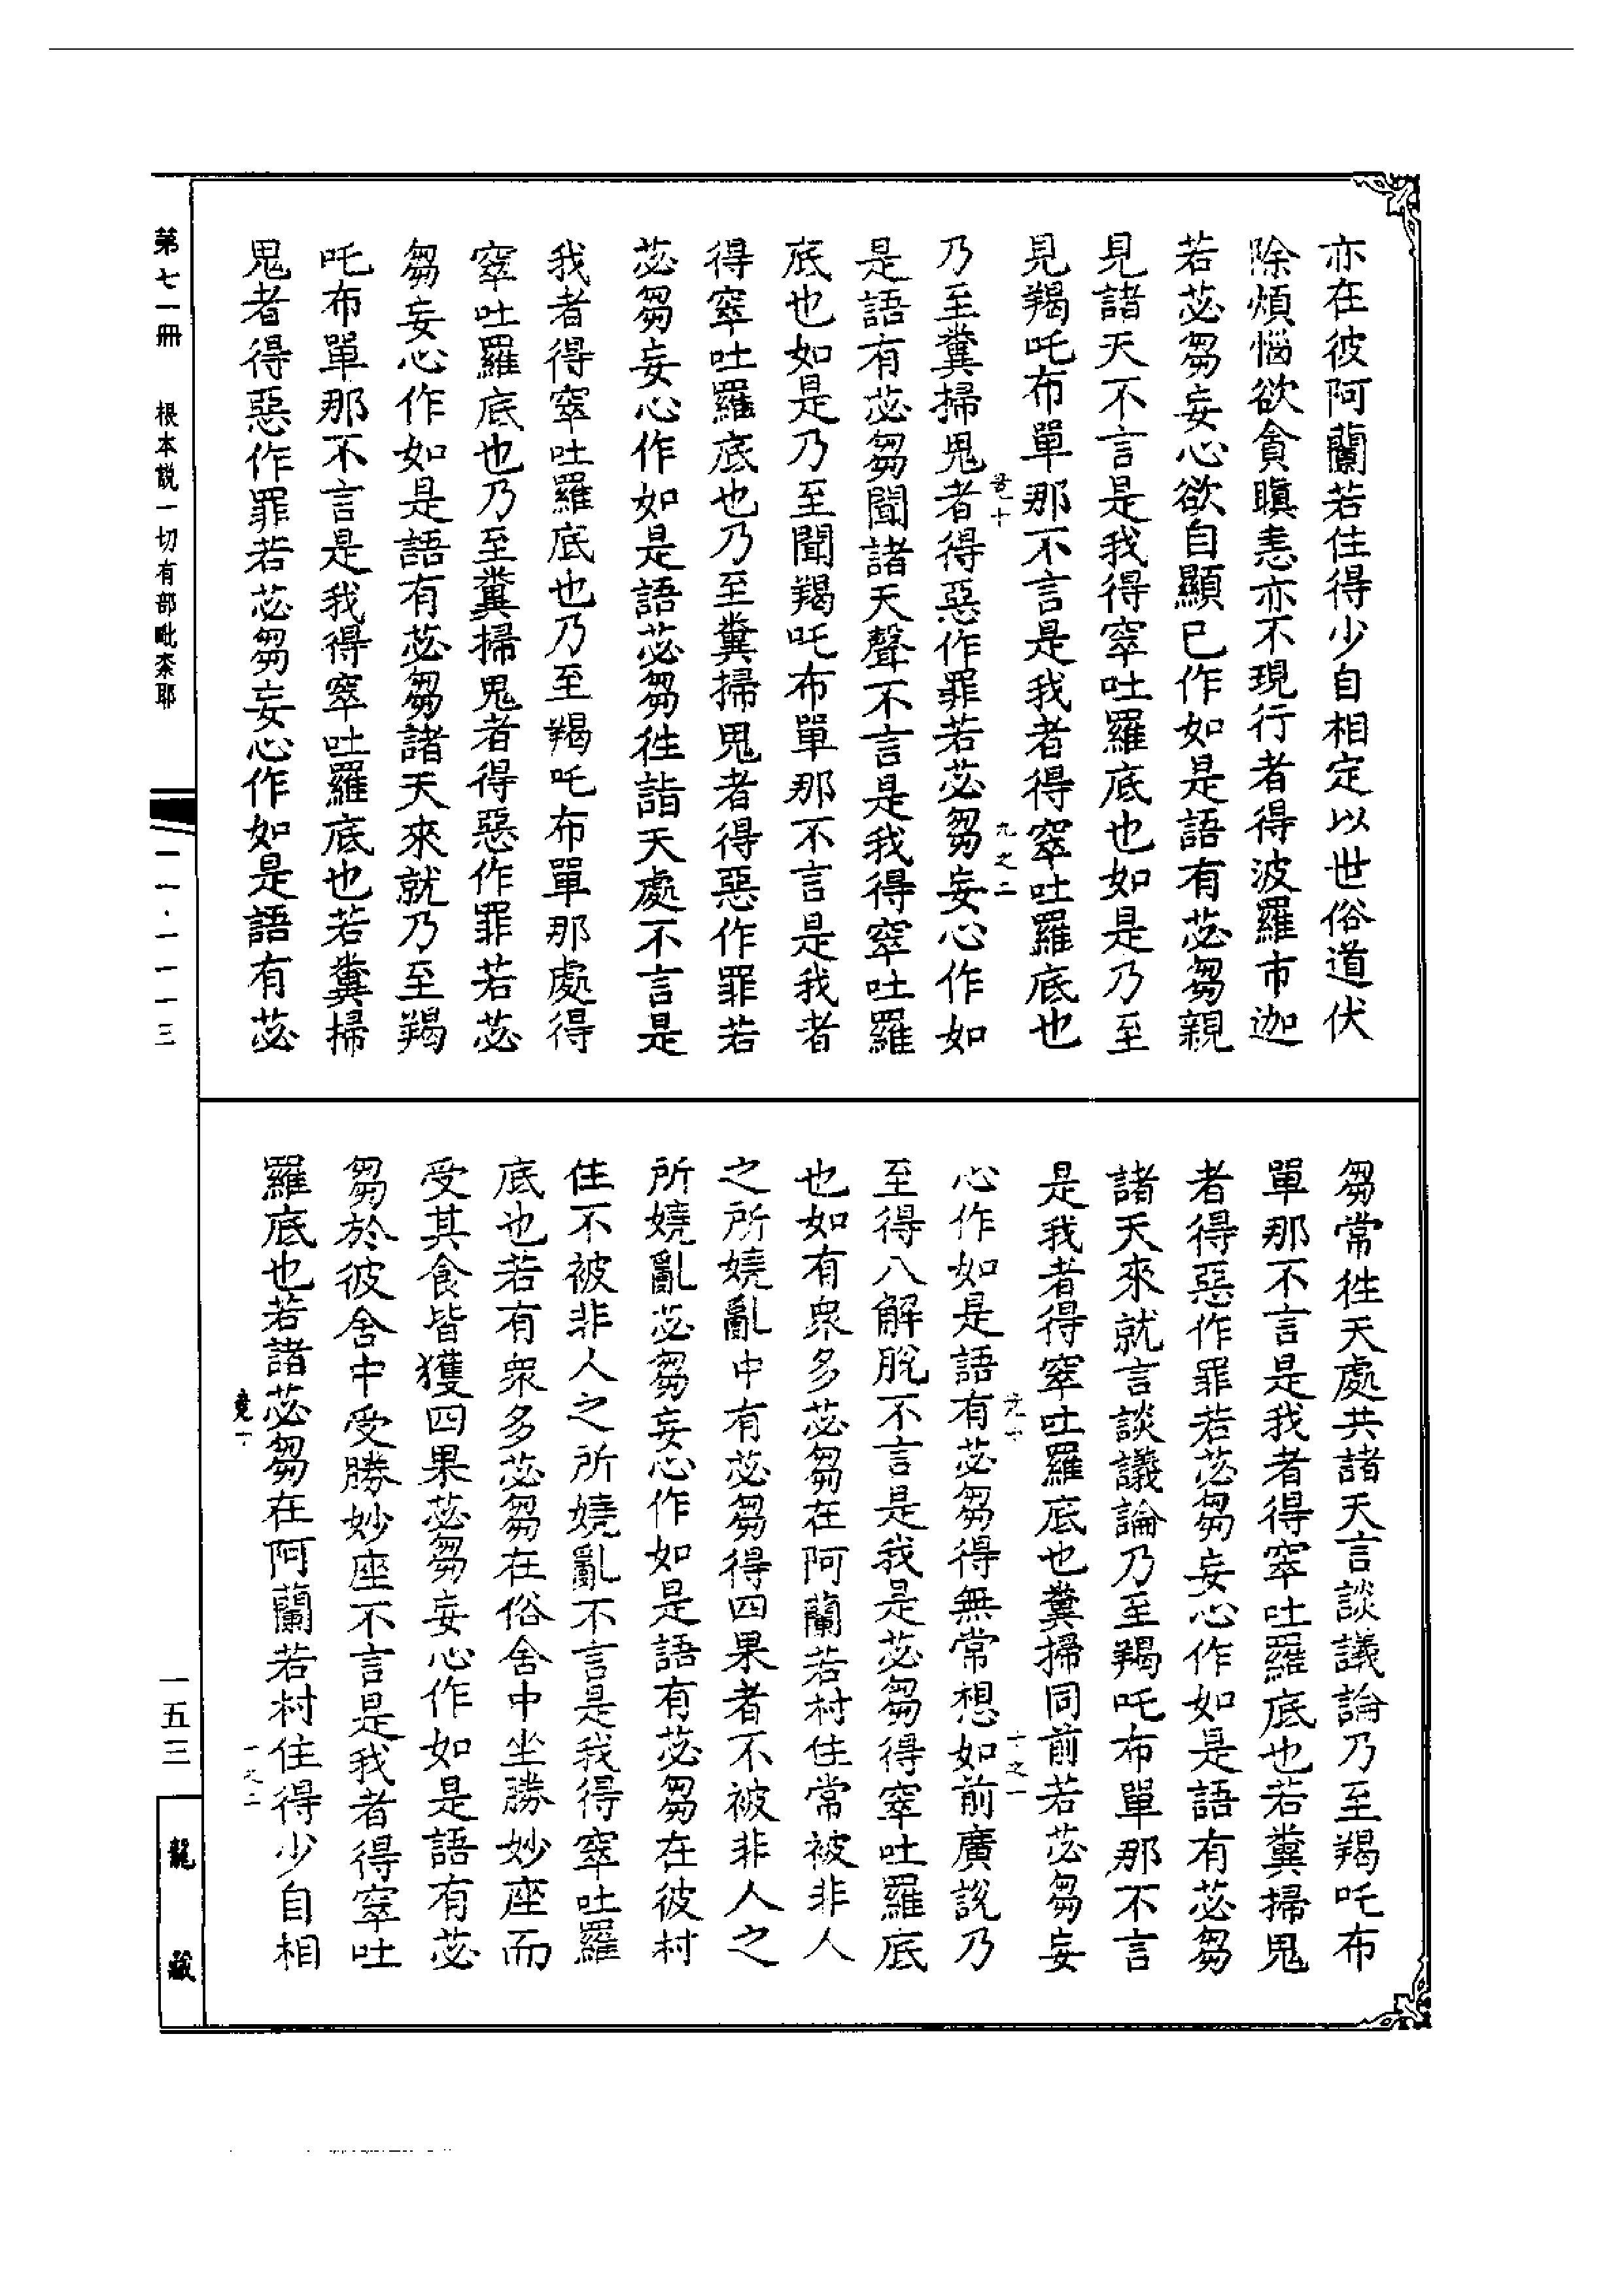 亦在彼阿蘭若住得少自相定以世俗道伏
除煩惱欲貪瞋恚亦不現行者得波羅市迦
若苾芻妄心欲自顯已作如是語有苾芻親
見諸天不言是我得窣吐羅底也如是乃至
見羯吒布單那不言是我者得窣吐羅底也
乃至糞掃鬼者得惡作罪若苾芻妄心作如
是語有苾芻聞諸天聲不言是我得窣吐羅
底也如是乃至聞羯吒布單那不言是我者
得窣吐羅底也乃至糞掃鬼者得惡作罪若
苾芻妄心作如是語苾芻徃詣天處不言是
我者得窣吐羅底也乃至羯吒布單那處得
窣吐羅底也乃至糞掃鬼者得惡作罪若苾
芻妄心作如是語有苾芻諸天來就乃至羯
吒布單那不言是我得窣吐羅底也若糞掃
鬼者得惡作罪若苾芻妄心作如是語有苾
芻常徃天處共諸天言談議論乃至羯吒布
單那不言是我者得窣吐羅底也若糞掃鬼
者得惡作罪若苾芻妄心作如是語有苾芻
諸天來就言談議論乃至羯吒布單那不言
是我者得窣吐羅底也糞掃同前若苾芻妄
心作如是語有苾芻得無常想如前廣說乃
至得八解脫不言是我是苾芻得窣吐羅底
也如有衆多苾芻在阿蘭若村住常被非人
之所嬈亂中有苾芻得四果者不被非人之
所嬈亂苾芻妄心作如是語有苾芻在彼村
住不被非人之所嬈亂不言是我得窣吐羅
底也若有衆多苾芻在俗舍中坐勝妙座而
受其食皆獲四果苾芻妄心作如是語有苾
芻於彼舍中受勝妙座不言是我者得窣吐
羅底也若諸苾芻在阿蘭若村住得少自相
九之二
十之一
一之二
第七一冊 根本説一切有部毗奈耶
一一·一一一三
一五三
龍藏